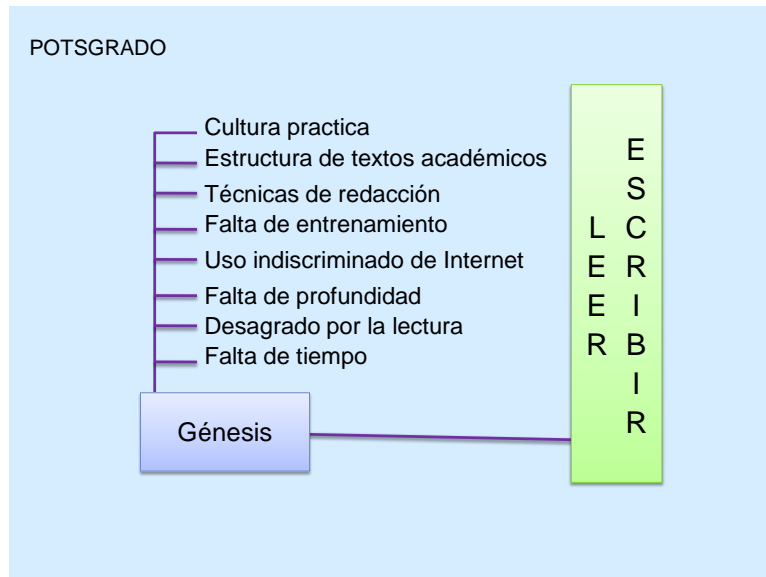 POTSGRADO
Cultura practica
Estructura de textos académicos
Técnicas de redacción
Falta de entrenamiento
Uso indiscriminado de Internet
Falta de profundidad
Desagrado por la lectura
Falta de tiempo
Génesis
LEER
ESCRIBIR